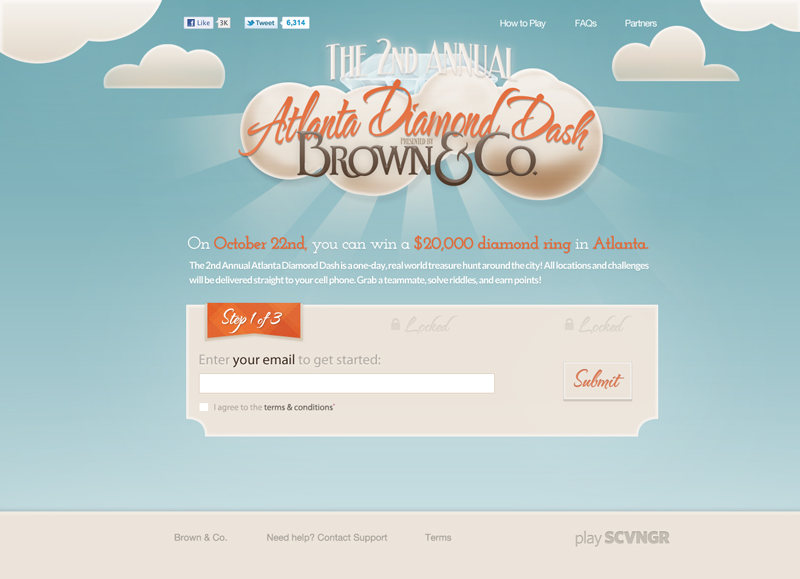 Like 3K Tweet 6,314 How to Play FAQs Partners
The 2nd Annual
Atlanta Diamond Dash
Presented by
Brown & Co.
On October 22nd, you can win a $20,000 diamond ring in Atlanta.
The 2nd Annual Atlanta Diamond Dash is a one-day, real world treasure hunt around the city! All locations and challenges
will be delivered straight to your cell phone. Grab a teammate, solve riddles, and earn points!
Step 1 of 3 Locked Locked
Enter your email to get started:
Submit
I agree to the terms & conditions*
Brown & Co. Need help? Contact Support Terms play SCVNGR